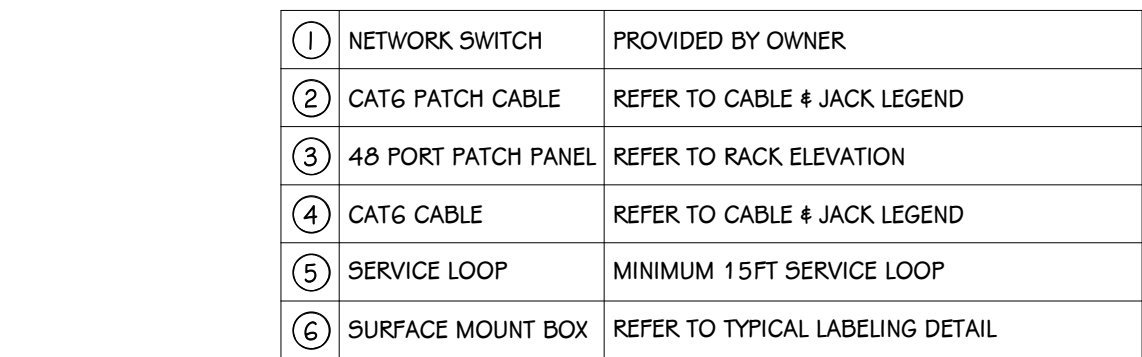 1 NETWORK SWITCH PROVIDED BY OWNER
2 CAT6 PATCH CABLE REFER TO CABLE & JACK LEGEND
3 48 PORT PATCH PANEL REFER TO RACK ELEVATION
4 CAT6 CABLE REFER TO CABLE & JACK LEGEND
5 SERVICE LOOP MINIMUM 15FT SERVICE LOOP
6 SURFACE MOUNT BOX REFER TO TYPICAL LABELING DETAIL